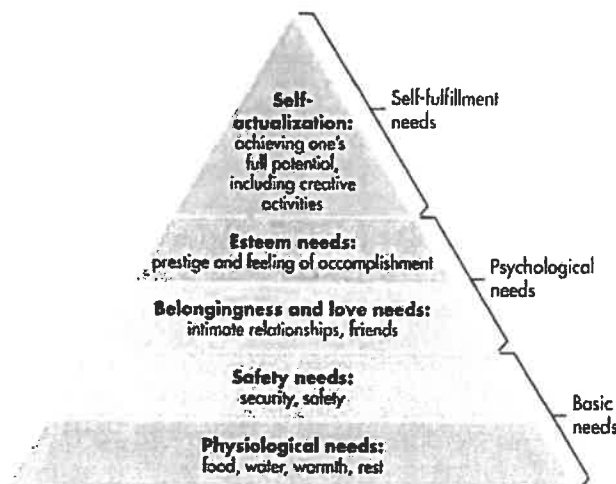 Self-
actualization:
achieving one's
full potential,
including creative
activities
Self-fulfillment
needs
Esteem needs:
prestige and feeling of accomplishment
Belongingness and love needs:
intimate relationships, friends
Psychological
needs
Safety needs:
security, safety
Physiological needs:
food, water, warmth, rest
Basic
needs